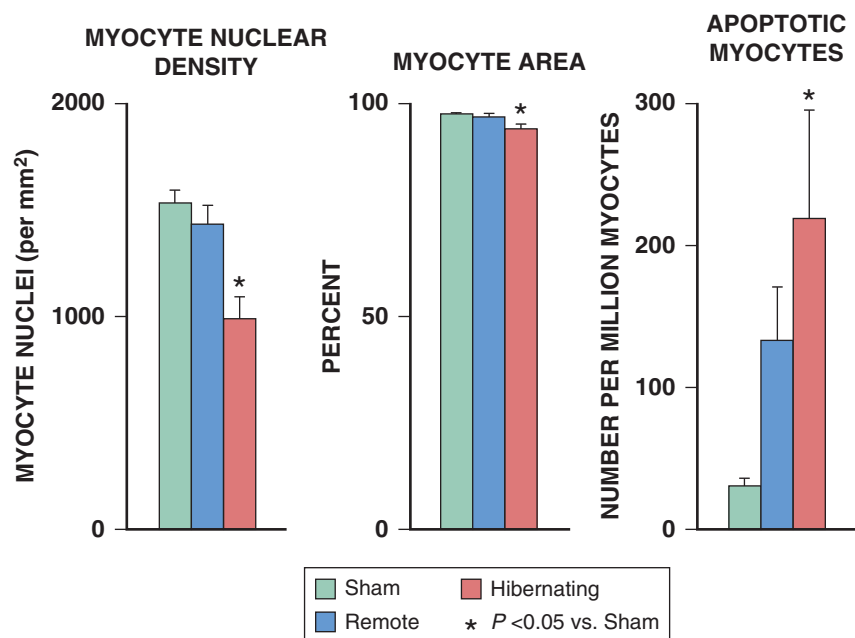 MYOCYTE NUCLEAR
DENSITY
MYOCYTE NUCLEI (per mm²)
2000
1000
0
*
MYOCYTE AREA
PERCENT
100
50
0
*
APOPTOTIC
MYOCYTES
NUMBER PER MILLION MYOCYTES
300
200
100
0
*
Sham
Hibernating
Remote
* P <0.05 vs. Sham